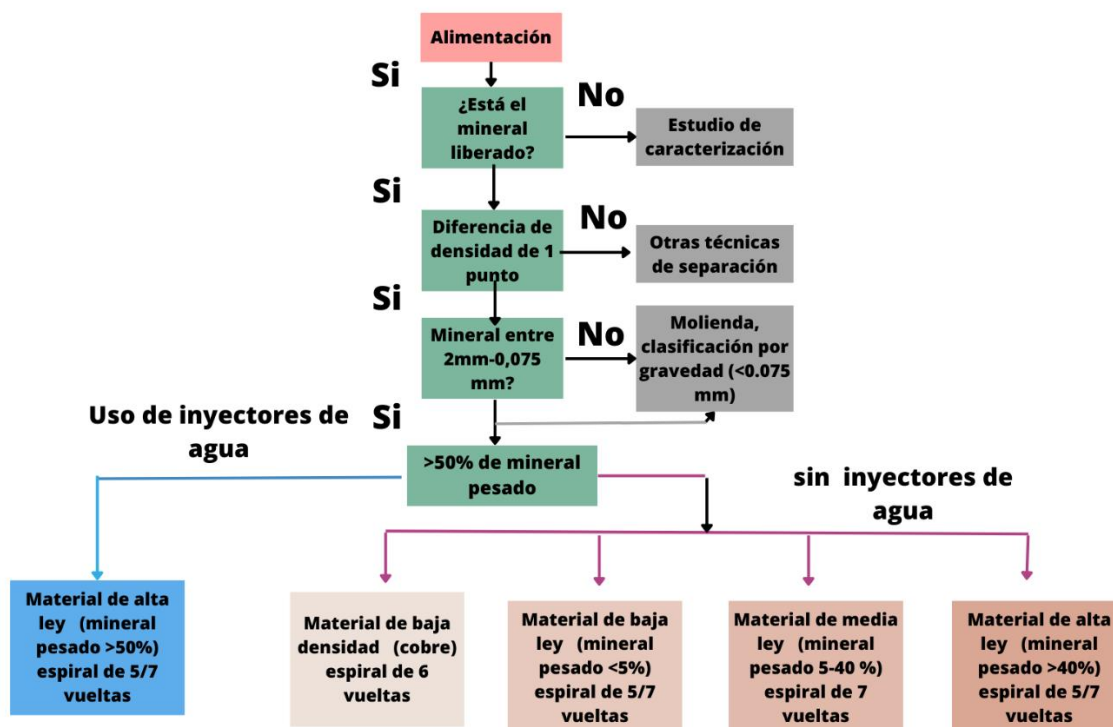 Alimentación
Si
¿Está el
mineral
liberado?
No
Estudio de
caracterización
Si
Diferencia de
densidad de 1
punto
No
Otras técnicas
de separación
Si
Mineral entre
2mm-0,075
mm?
No
Molienda,
clasificación por
gravedad (<0.075
mm)
Si
Uso de inyectores de
agua
>50% de mineral
pesado
sin inyectores de
agua
Material de alta
ley (mineral
pesado >50%)
espiral de 5/7
vueltas
Material de baja
densidad (cobre)
espiral de 6
vueltas
Material de baja
ley (mineral
pesado <5%)
espiral de 5/7
vueltas
Material de media
ley (mineral
pesado 5-40 %)
espiral de 7
vueltas
Material de alta
ley (mineral
pesado >40%)
espiral de 5/7
vueltas